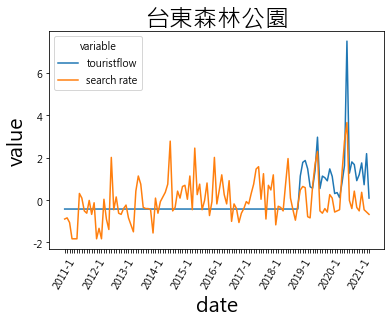 台東森林公園
variable
touristflow
search rate
value
6
4
2
0
-2
2011-1
2012-1
2013-1
2014-1
2015-1
2016-1
2017-1
2018-1
2019-1
2020-1
2021-1
date